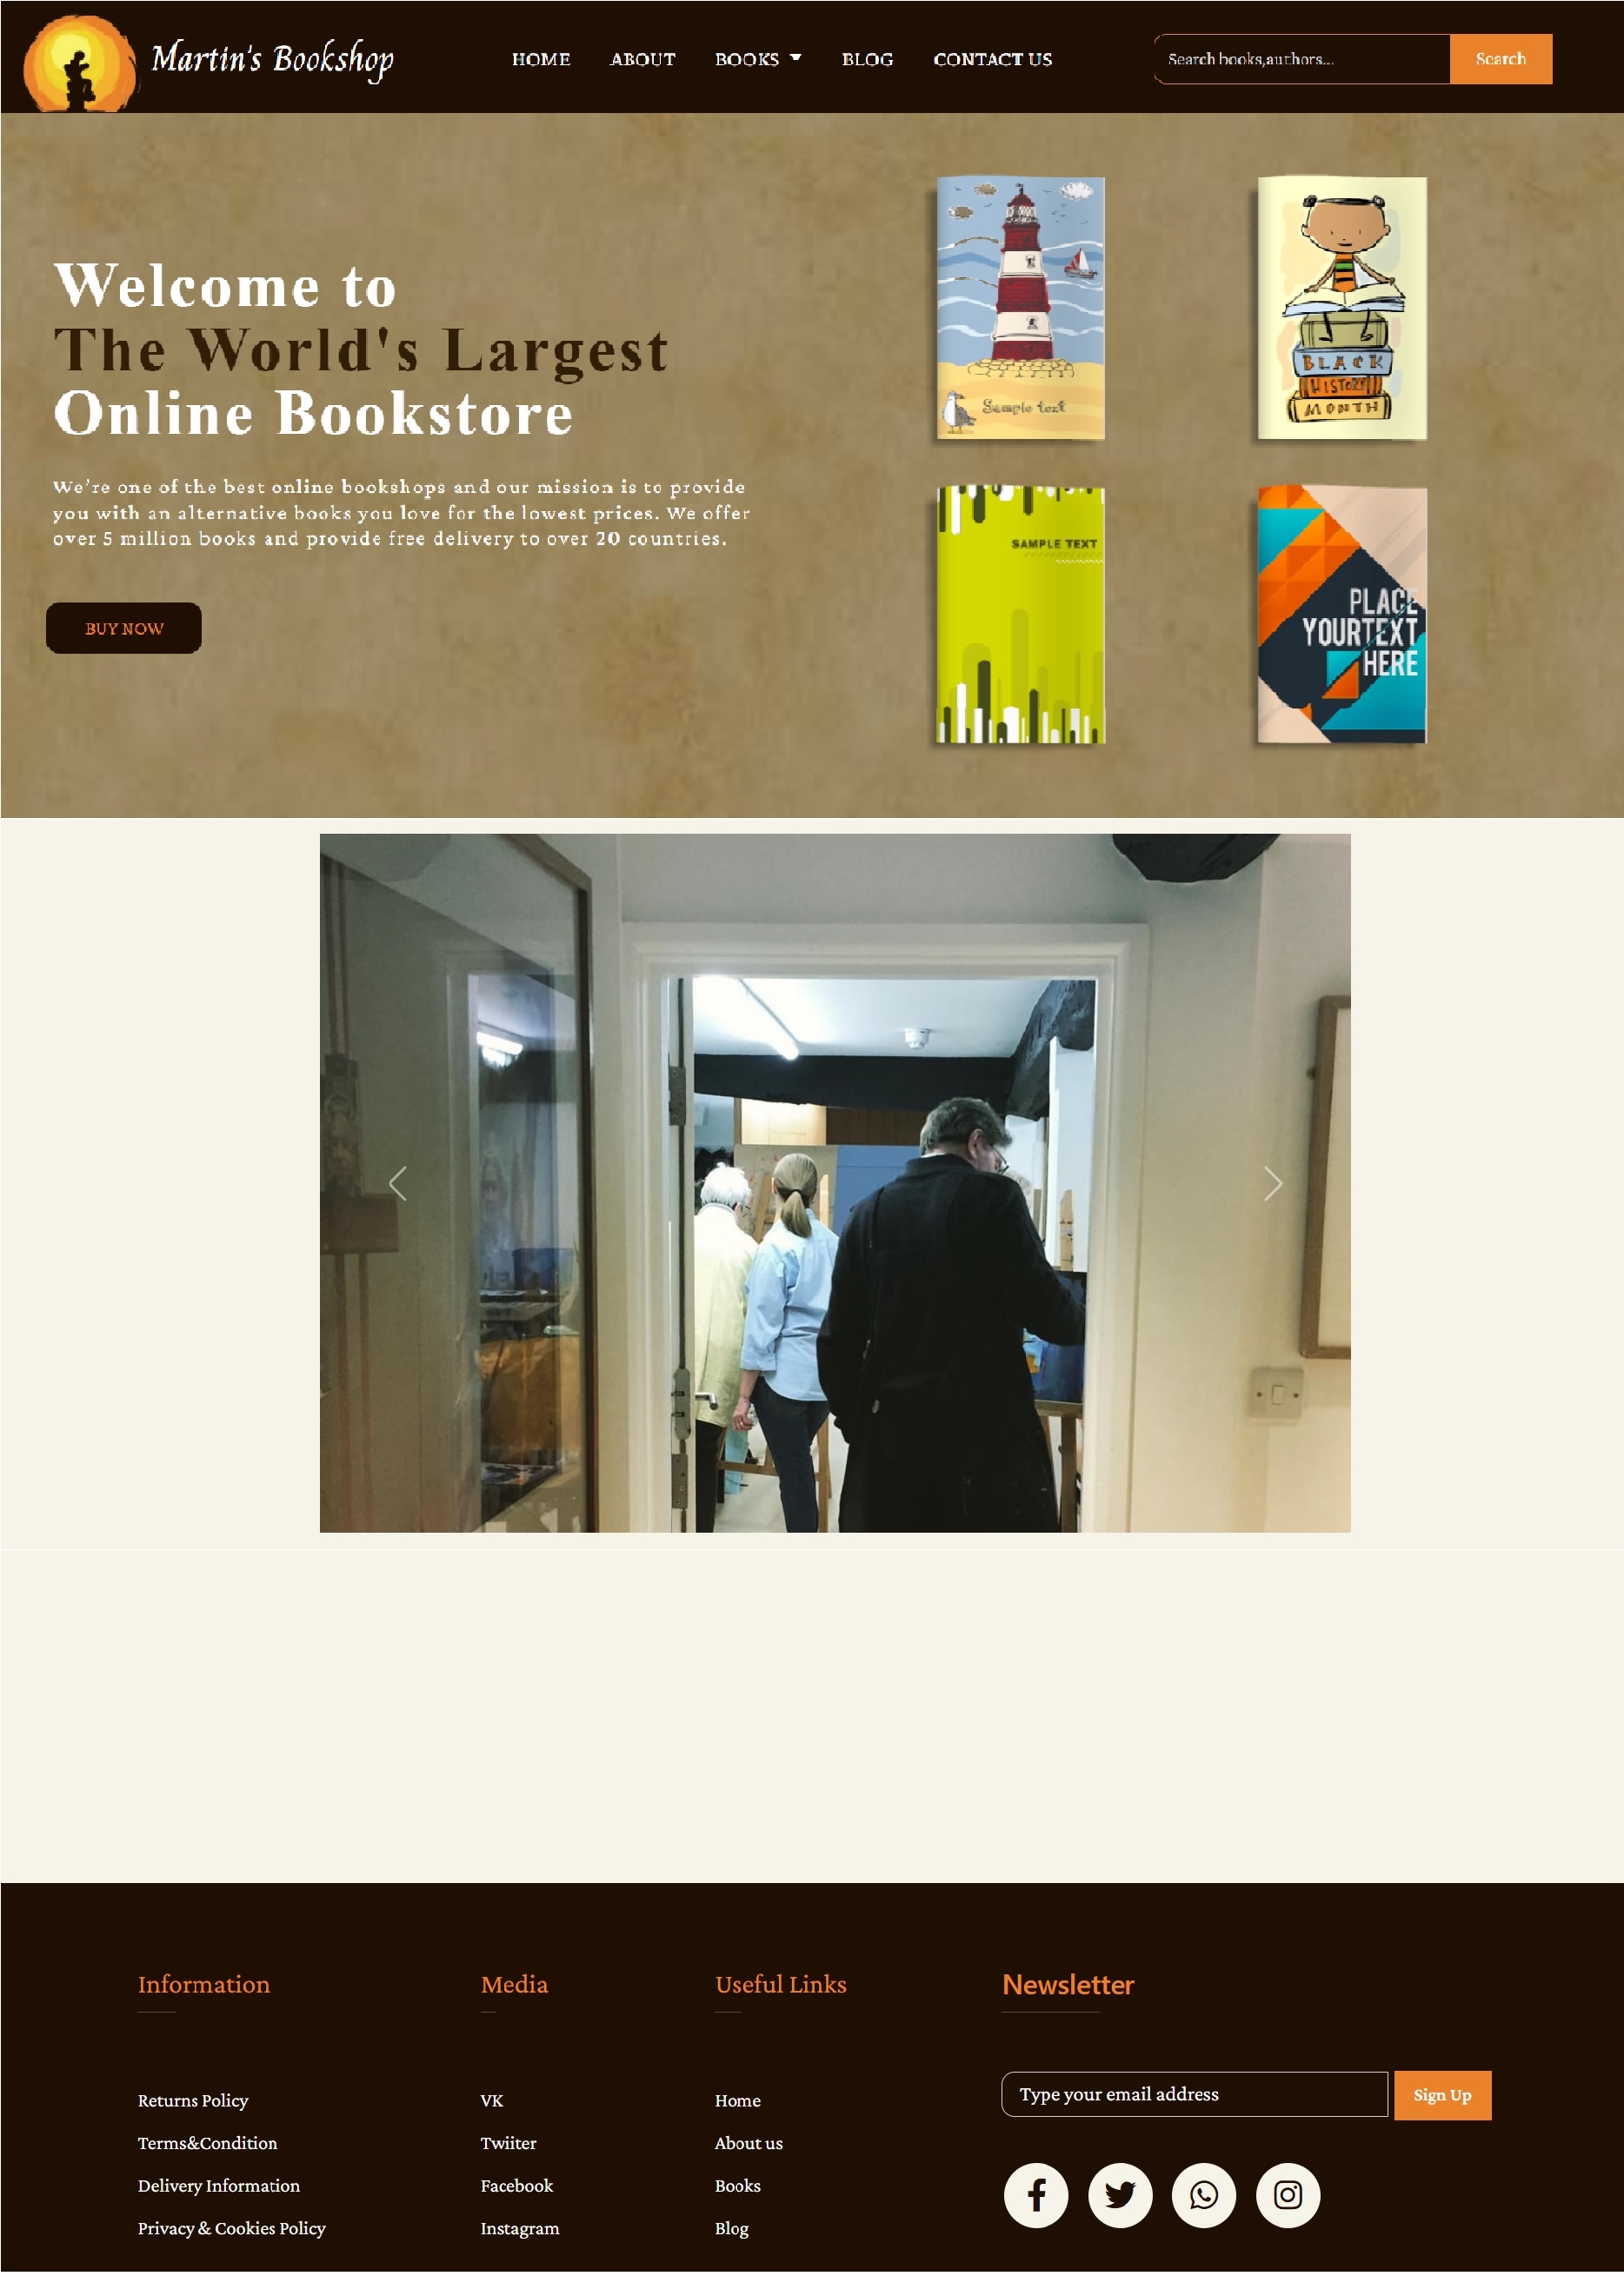 Martin's Bookshop
HOME ABOUT BOOKS BLOG CONTACT US
Search books,authors...
Search
Welcome to
The World's Largest
Online Bookstore
We're one of the best online bookshops and our mission is to provide
you with an alternative books you love for the lowest prices. We offer
over 5 million books and provide free delivery to over 20 countries.
BUY NOW
Sample text
BLACK
HISTORY
MONTH
SAMPLE TEXT
PLACE
YOURTEXT
HERE
Information
Returns Policy
Terms&Condition
Delivery Information
Privacy & Cookies Policy
Media
VK
Twiiter
Facebook
Instagram
Useful Links
Home
About us
Books
Blog
Newsletter
Type your email address
Sign Up